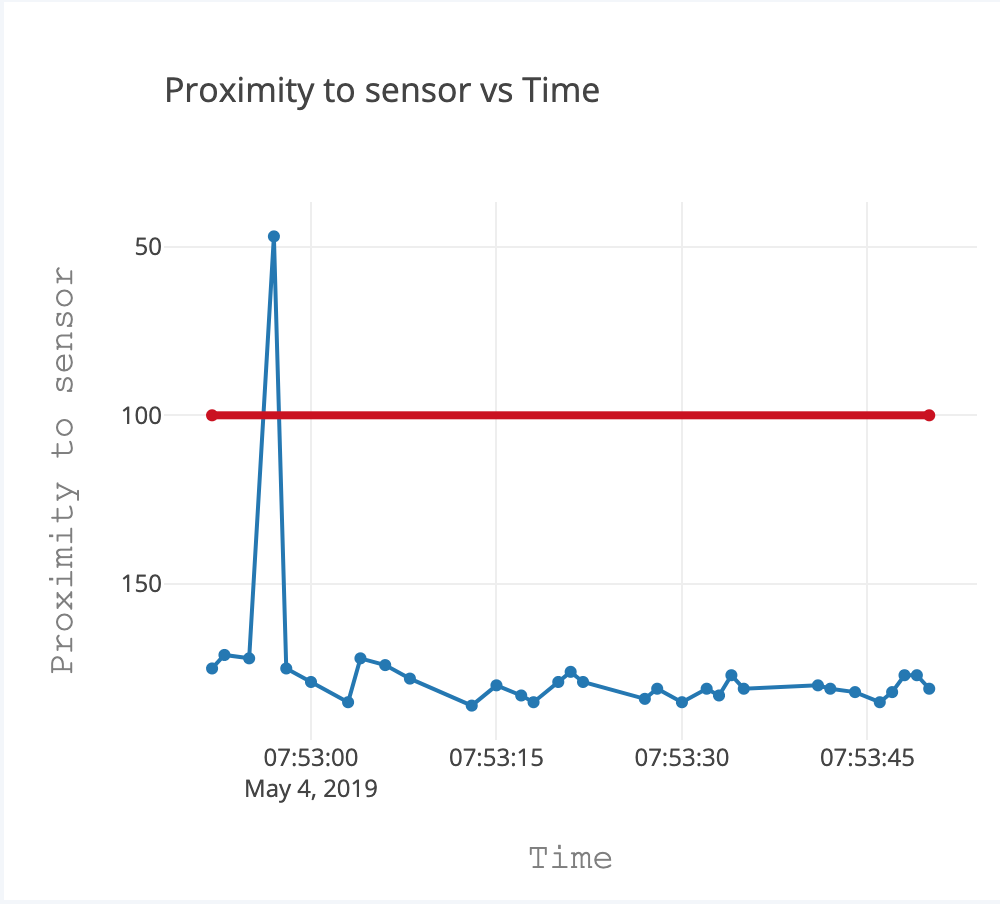 Proximity to sensor vs Time
Proximity to sensor
50
100
150
07:53:00 07:53:15 07:53:30 07:53:45
May 4, 2019
Time